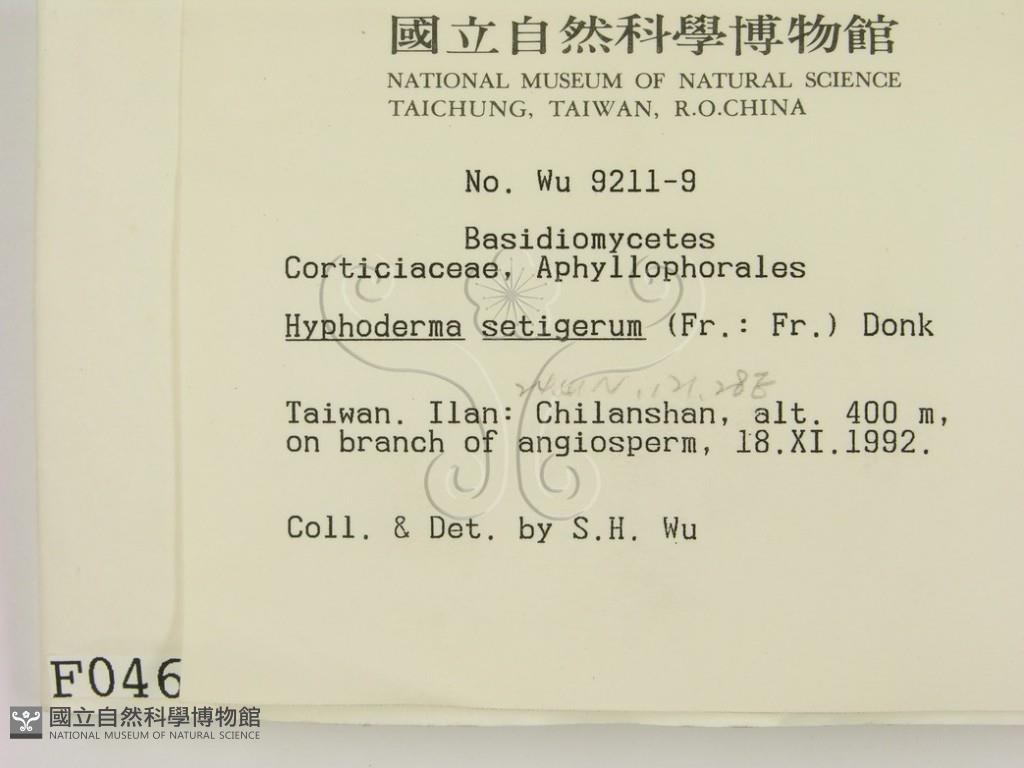 國立自然科學博物館
NATIONAL MUSEUM OF NATURAL SCIENCE
TAICHUNG, TAIWAN, R.O.CHINA
No. Wu 9211-9
Basidiomycetes
Corticiaceae, Aphyllophorales
Hyphoderma setigerum (Fr.: Fr.) Donk
121.28E
Taiwan. Ilan: Chilanshan, alt. 400 m,
on branch of angiosperm, 18.XI.1992.
Coll. & Det. by S.H. Wu
F046
國立自然科學博物館
NATIONAL MUSEUM OF NATURAL SCIENCE